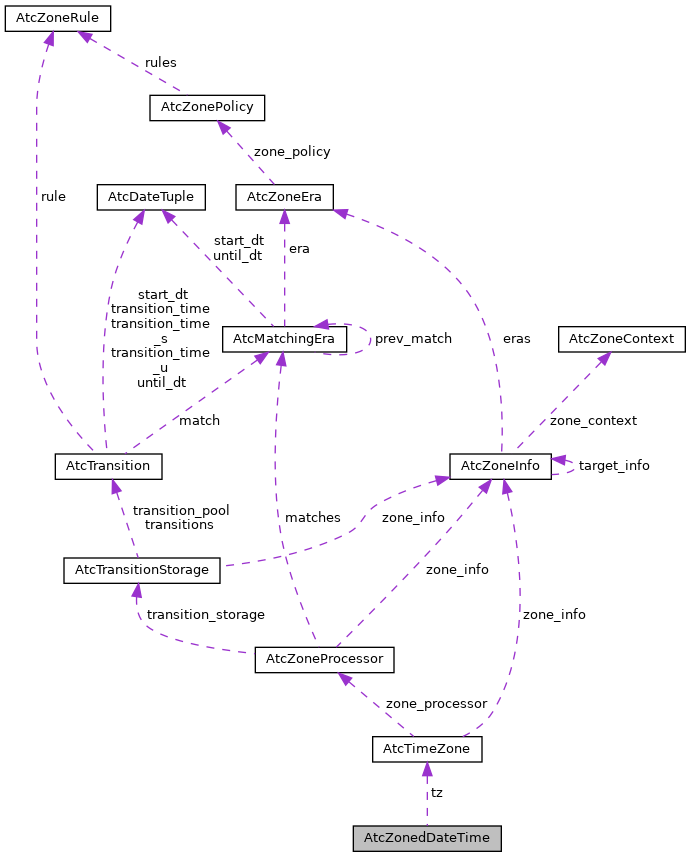 AtcZoneRule
rules
AtcZonePolicy
zone_policy
rule
AtcDateTuple
AtcZoneEra
start_dt
until_dt
era
start_dt
transition_time
transition_time
_s
transition_time
_u
until_dt
AtcMatchingEra
prev_match
eras
AtcZoneContext
match
zone_context
AtcTransition
AtcZoneInfo
target_info
transition_pool
transitions
matches
zone_info
AtcTransitionStorage
zone_info
transition_storage
zone_info
AtcZoneProcessor
zone_processor
AtcTimeZone
tz
AtcZonedDateTime